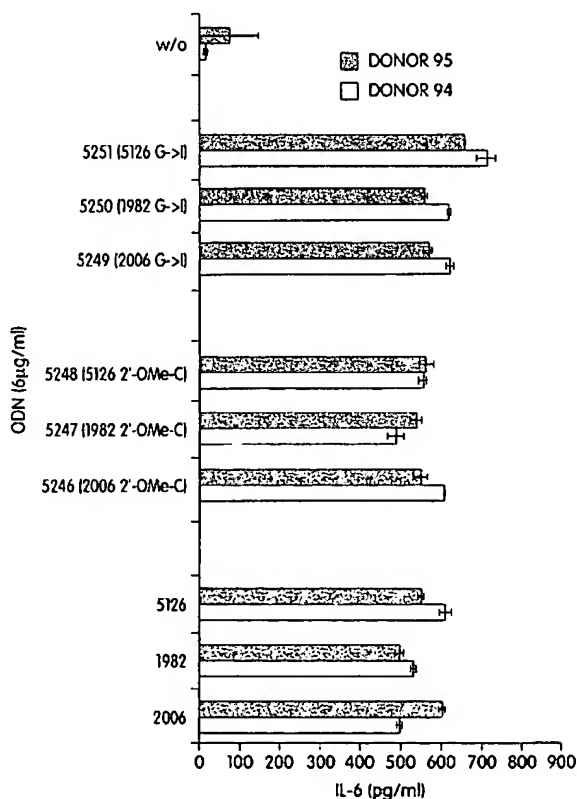 w/o
DONOR 95
DONOR 94
5251 (5126 G->I)
5250 (1982 G->I)
5249 (2006 G->I)
5248 (5126 2'-OMe-C)
5247 (1982 2'-OMe-C)
5246 (2006 2'-OMe-C)
5126
1982
2006
ODN (6µg/ml)
0 100 200 300 400 500 600 700 800 900
IL-6 (pg/ml)